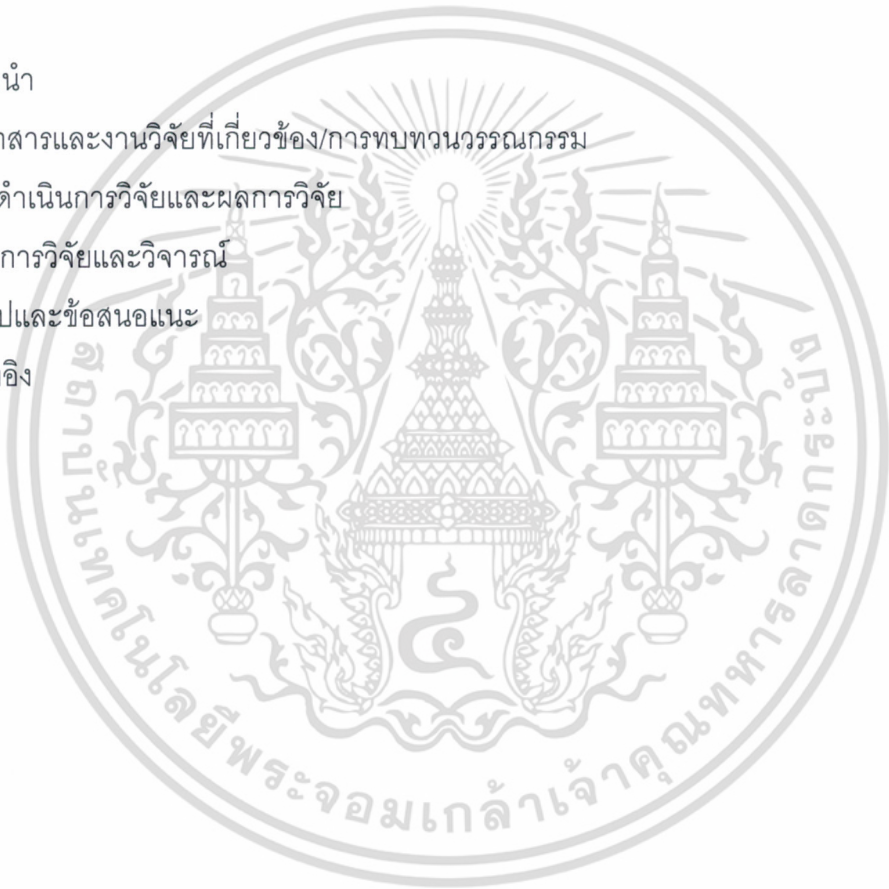 นำ
าสารและงานวิจัยที่เกี่ยวข้อง/การทบทวนวรรณกรรม
ดำเนินการวิจัยและผลการวิจัย
การวิจัยและวิจารณ์
ปและข้อสนอแนะ
อิง
สถาบันเทคโนโลยีพระจอมเกล้าเจ้าคุณทหารลาดกระบัง
๔